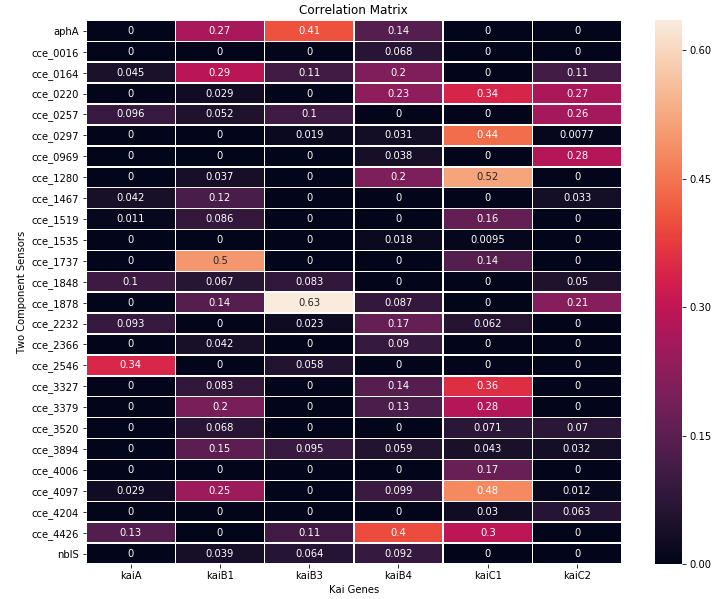 Correlation Matrix
aphA 0 0.27 0.41 0.14 0 0
cce_0016 0 0 0 0.068 0 0
cce_0164 0.045 0.29 0.11 0.2 0 0.11
cce_0220 0 0.029 0 0.23 0.34 0.27
cce_0257 0.096 0.052 0.1 0 0 0.26
cce_0297 0 0 0.019 0.031 0.44 0.0077
cce_0969 0 0 0 0.038 0 0.28
cce_1280 0 0.037 0 0.2 0.52 0
cce_1467 0.042 0.12 0 0 0 0.033
cce_1519 0.011 0.086 0 0 0.16 0
cce_1535 0 0 0 0.018 0.0095 0
cce_1737 0 0.5 0 0 0.14 0
cce_1848 0.1 0.067 0.083 0 0 0.05
cce_1878 0 0.14 0.63 0.087 0 0.21
cce_2232 0.093 0 0.023 0.17 0.062 0
cce_2366 0 0.042 0 0.09 0 0
cce_2546 0.34 0 0.058 0 0 0
cce_3327 0 0.083 0 0.14 0.36 0
cce_3379 0 0.2 0 0.13 0.28 0
cce_3520 0 0.068 0 0 0.071 0.07
cce_3894 0 0.15 0.095 0.059 0.043 0.032
cce_4006 0 0 0 0 0.17 0
cce_4097 0.029 0.25 0 0.099 0.48 0.012
cce_4204 0 0 0 0 0.03 0.063
cce_4426 0.13 0 0.11 0.4 0.3 0
nblS 0 0.039 0.064 0.092 0 0
kaiA kaiB1 kaiB3 kaiB4 kaiC1 kaiC2
Kai Genes
Two Component Sensors
0.60
0.45
0.30
0.15
0.00